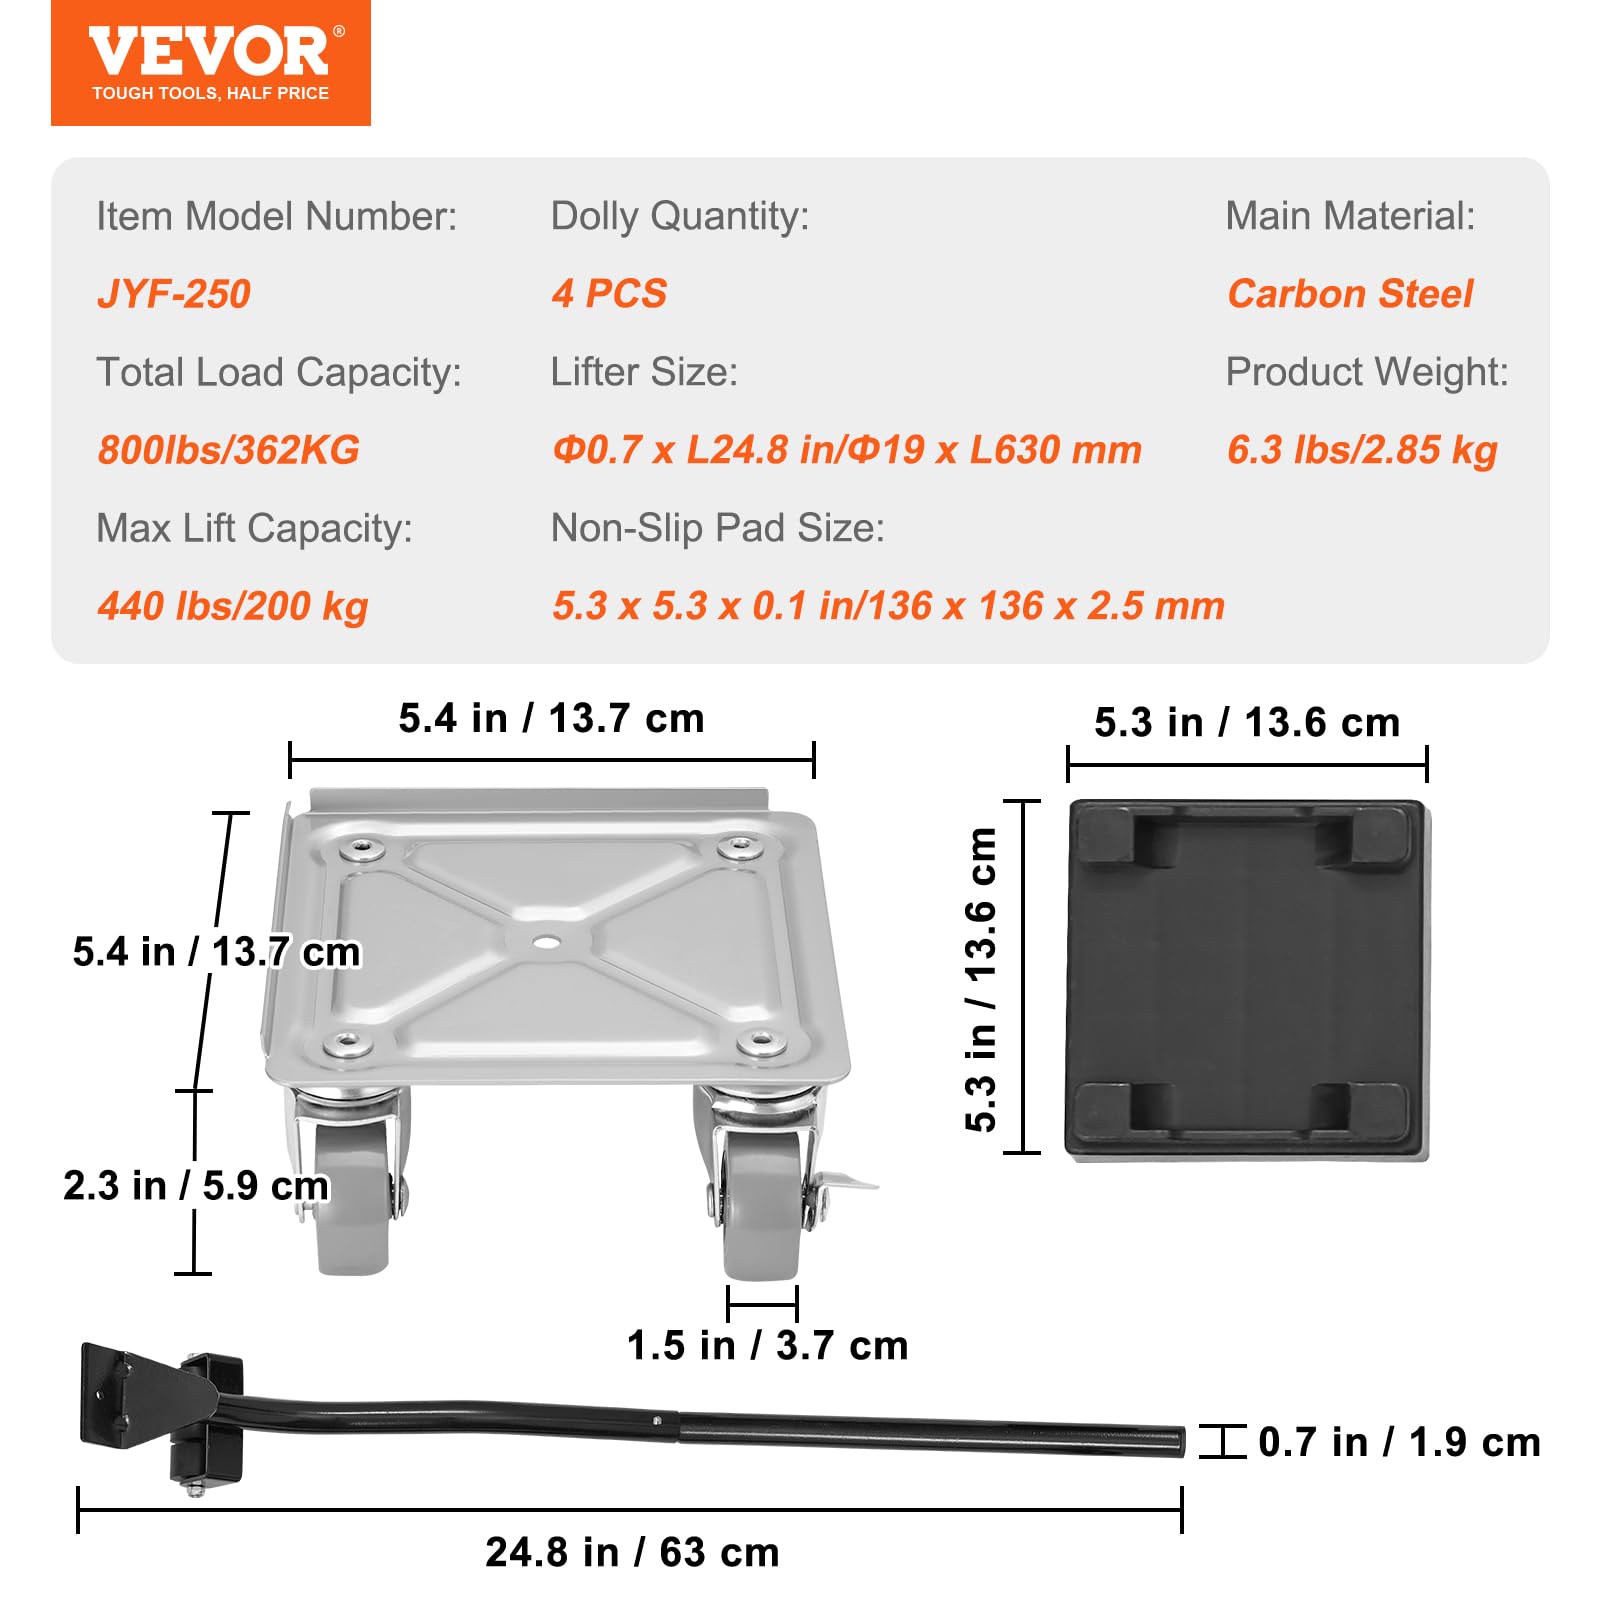 VEVOR®
TOUGH TOOLS, HALF PRICE
Item Model Number:
JYF-250
Dolly Quantity:
4 PCS
Main Material:
Carbon Steel
Total Load Capacity:
800lbs/362KG
Lifter Size:
Φ0.7 x L24.8 in/Φ19 x L630 mm
Product Weight:
6.3 lbs/2.85 kg
Max Lift Capacity:
440 lbs/200 kg
Non-Slip Pad Size:
5.3 x 5.3 x 0.1 in/136 x 136 x 2.5 mm
5.4 in / 13.7 cm
5.3 in / 13.6 cm
5.4 in / 13.7 cm
5.3 in / 13.6 cm
2.3 in / 5.9 cm
1.5 in / 3.7 cm
0.7 in / 1.9 cm
24.8 in / 63 cm